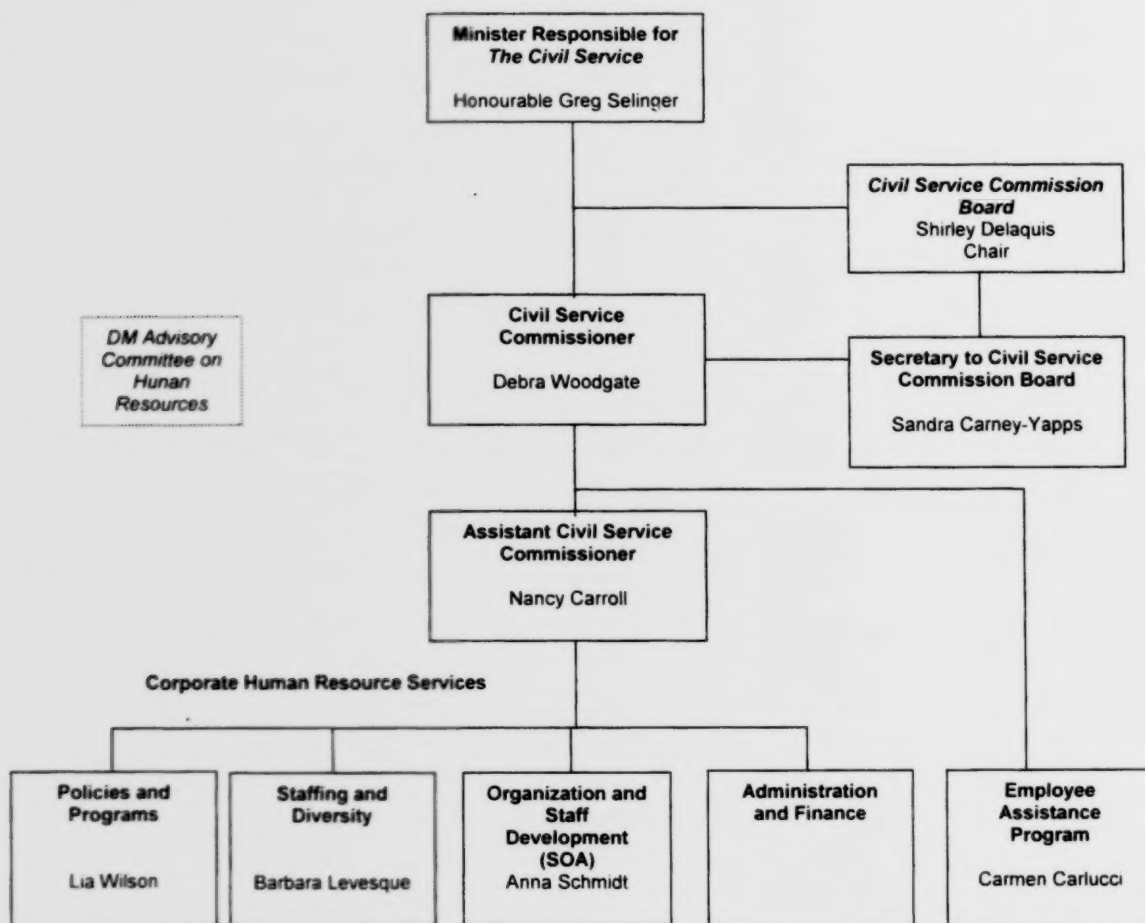 Minister Responsible for
The Civil Service
Honourable Greg Selinger
Civil Service Commission
Board
Shirley Delaquis
Chair
DM Advisory
Committee on
Hunan
Resources
Civil Service
Commissioner
Debra Woodgate
Secretary to Civil Service
Commission Board
Sandra Carney-Yapps
Assistant Civil Service
Commissioner
Nancy Carroll
Corporate Human Resource Services
Policies and
Programs
Lia Wilson
Staffing and
Diversity
Barbara Levesque
Organization and
Staff
Development
(SOA)
Anna Schmidt
Administration
and Finance
Employee
Assistance
Program
Carmen Carlucci